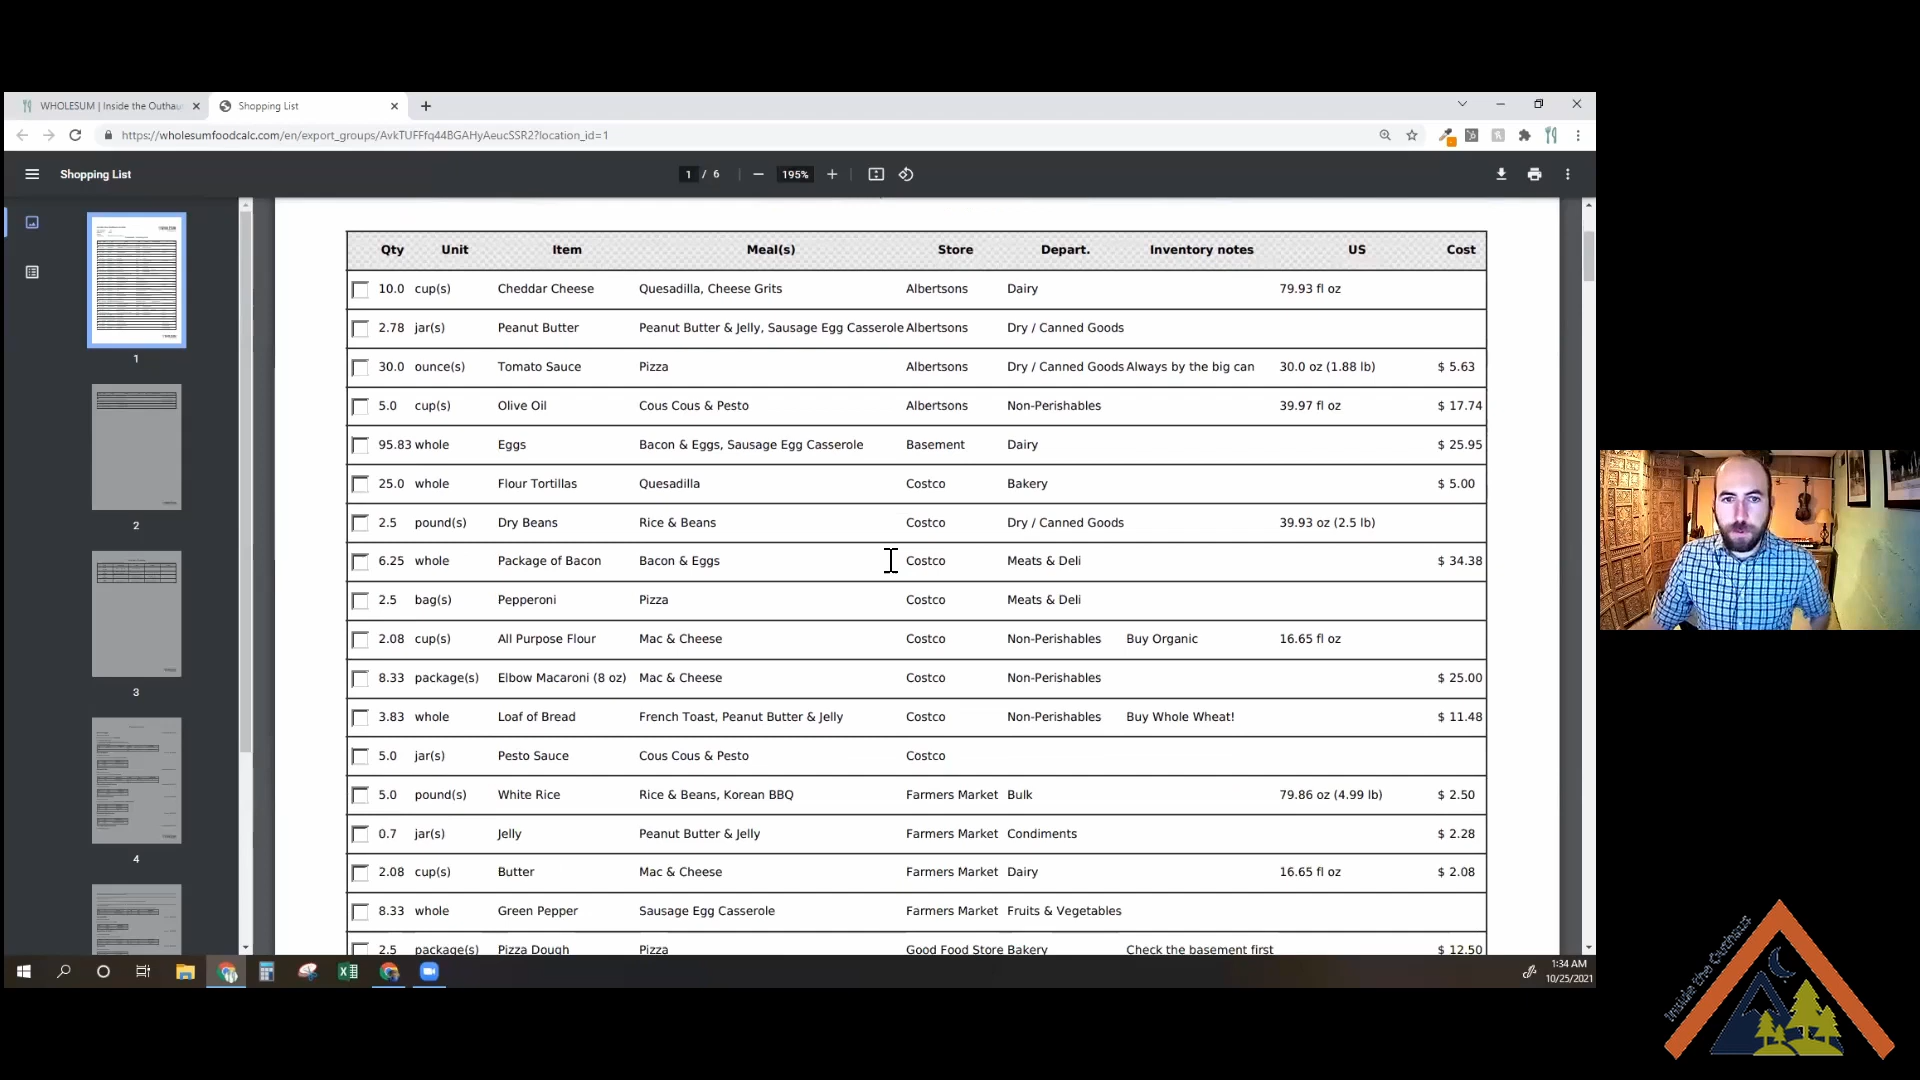 WHOLESUM | Inside the Outhau
Shopping List
https://wholesumfoodcalc.com/en/export_groups/AvkTUFFfq44BGAHyAeucSSR2?location_id=1
Shopping List
1 / 6
195%
Qty Unit Item Meal(s) Store Depart. Inventory notes US Cost
10.0 cup(s) Cheddar Cheese Quesadilla, Cheese Grits Albertsons Dairy 79.93 fl oz
2.78 jar(s) Peanut Butter Peanut Butter & Jelly, Sausage Egg Casserole Albertsons Dry / Canned Goods
30.0 ounce(s) Tomato Sauce Pizza Albertsons Dry / Canned Goods Always by the big can 30.0 oz (1.88 lb) $ 5.63
5.0 cup(s) Olive Oil Cous Cous & Pesto Albertsons Non-Perishables 39.97 fl oz $ 17.74
95.83 whole Eggs Bacon & Eggs, Sausage Egg Casserole Basement Dairy $ 25.95
25.0 whole Flour Tortillas Quesadilla Costco Bakery $ 5.00
2.5 pound(s) Dry Beans Rice & Beans Costco Dry / Canned Goods 39.93 oz (2.5 lb)
6.25 whole Package of Bacon Bacon & Eggs Costco Meats & Deli $ 34.38
2.5 bag(s) Pepperoni Pizza Costco Meats & Deli
2.08 cup(s) All Purpose Flour Mac & Cheese Costco Non-Perishables Buy Organic 16.65 fl oz
8.33 package(s) Elbow Macaroni (8 oz) Mac & Cheese Costco Non-Perishables $ 25.00
3.83 whole Loaf of Bread French Toast, Peanut Butter & Jelly Costco Non-Perishables Buy Whole Wheat! $ 11.48
5.0 jar(s) Pesto Sauce Cous Cous & Pesto Costco
5.0 pound(s) White Rice Rice & Beans, Korean BBQ Farmers Market Bulk 79.86 oz (4.99 lb) $ 2.50
0.7 jar(s) Jelly Peanut Butter & Jelly Farmers Market Condiments $ 2.28
2.08 cup(s) Butter Mac & Cheese Farmers Market Dairy 16.65 fl oz $ 2.08
8.33 whole Green Pepper Sausage Egg Casserole Farmers Market Fruits & Vegetables
2.5 package(s) Pizza Dough Pizza Good Food Store Bakery Check the basement first $ 12.50
1
2
3
4
1:34 AM
10/25/2021
Inside the Outhaus